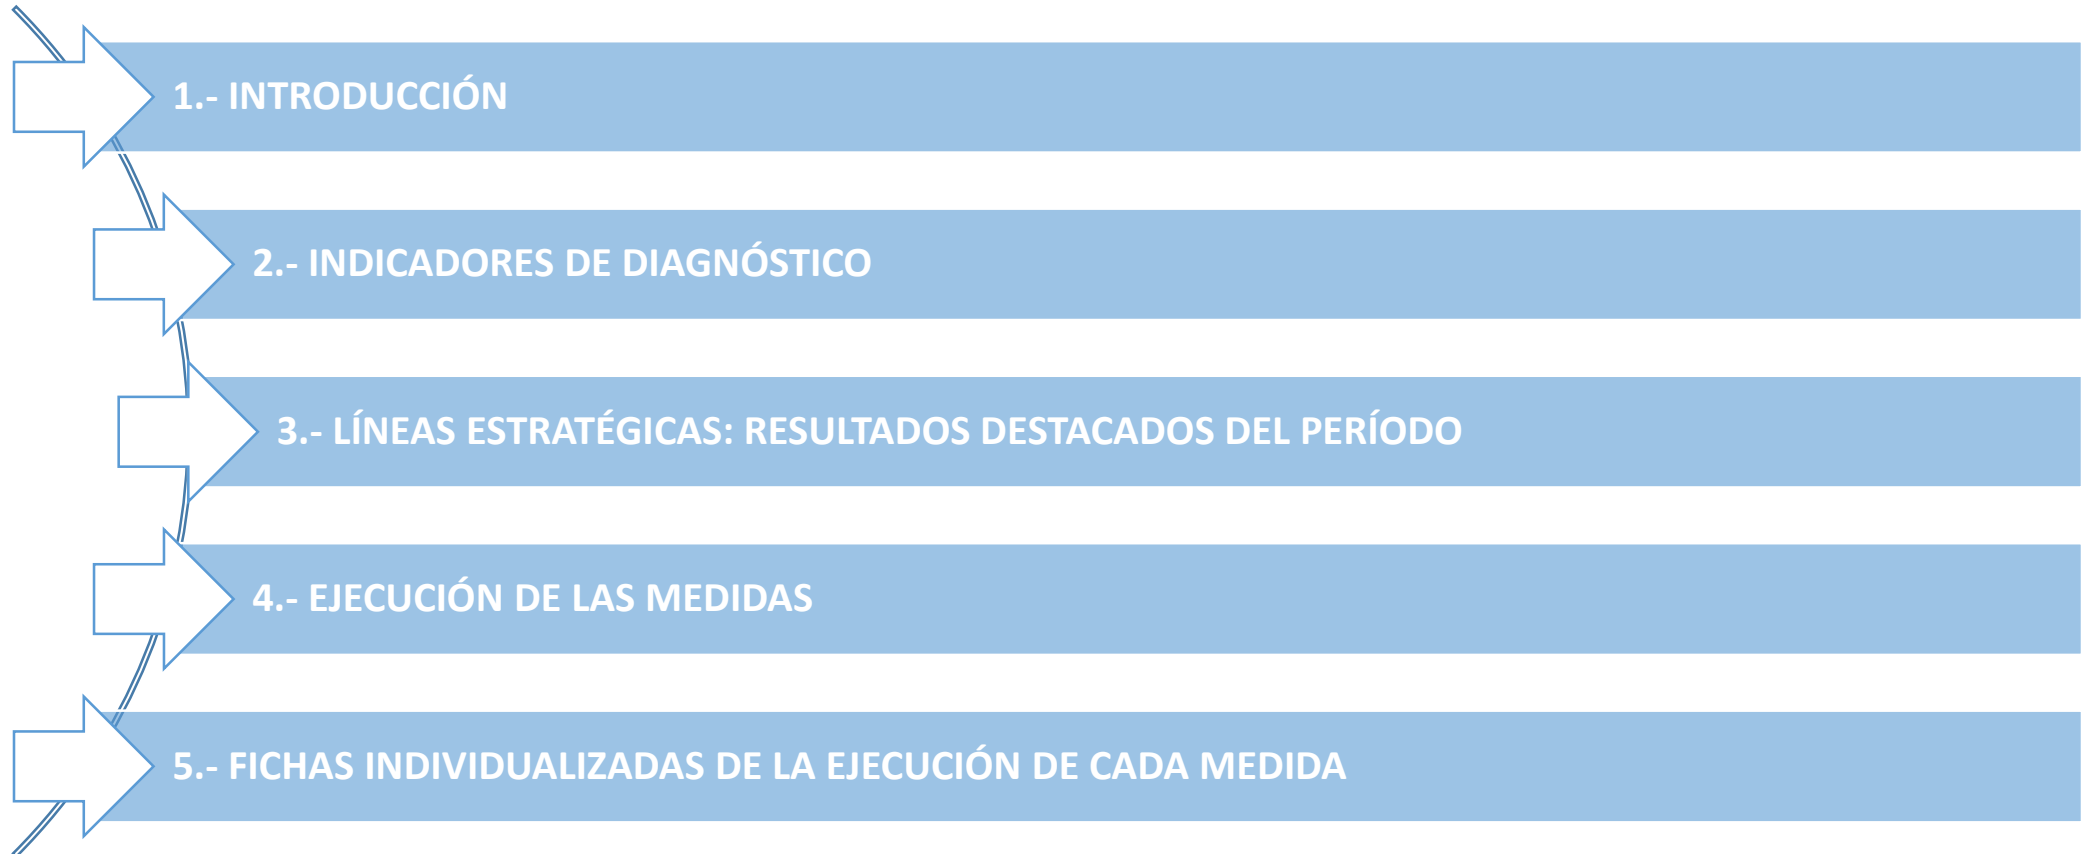 1.- INTRODUCCIÓN
2.- INDICADORES DE DIAGNÓSTICO
3.- LÍNEAS ESTRATÉGICAS: RESULTADOS DESTACADOS DEL PERÍODO
4.- EJECUCIÓN DE LAS MEDIDAS
5.- FICHAS INDIVIDUALIZADAS DE LA EJECUCIÓN DE CADA MEDIDA